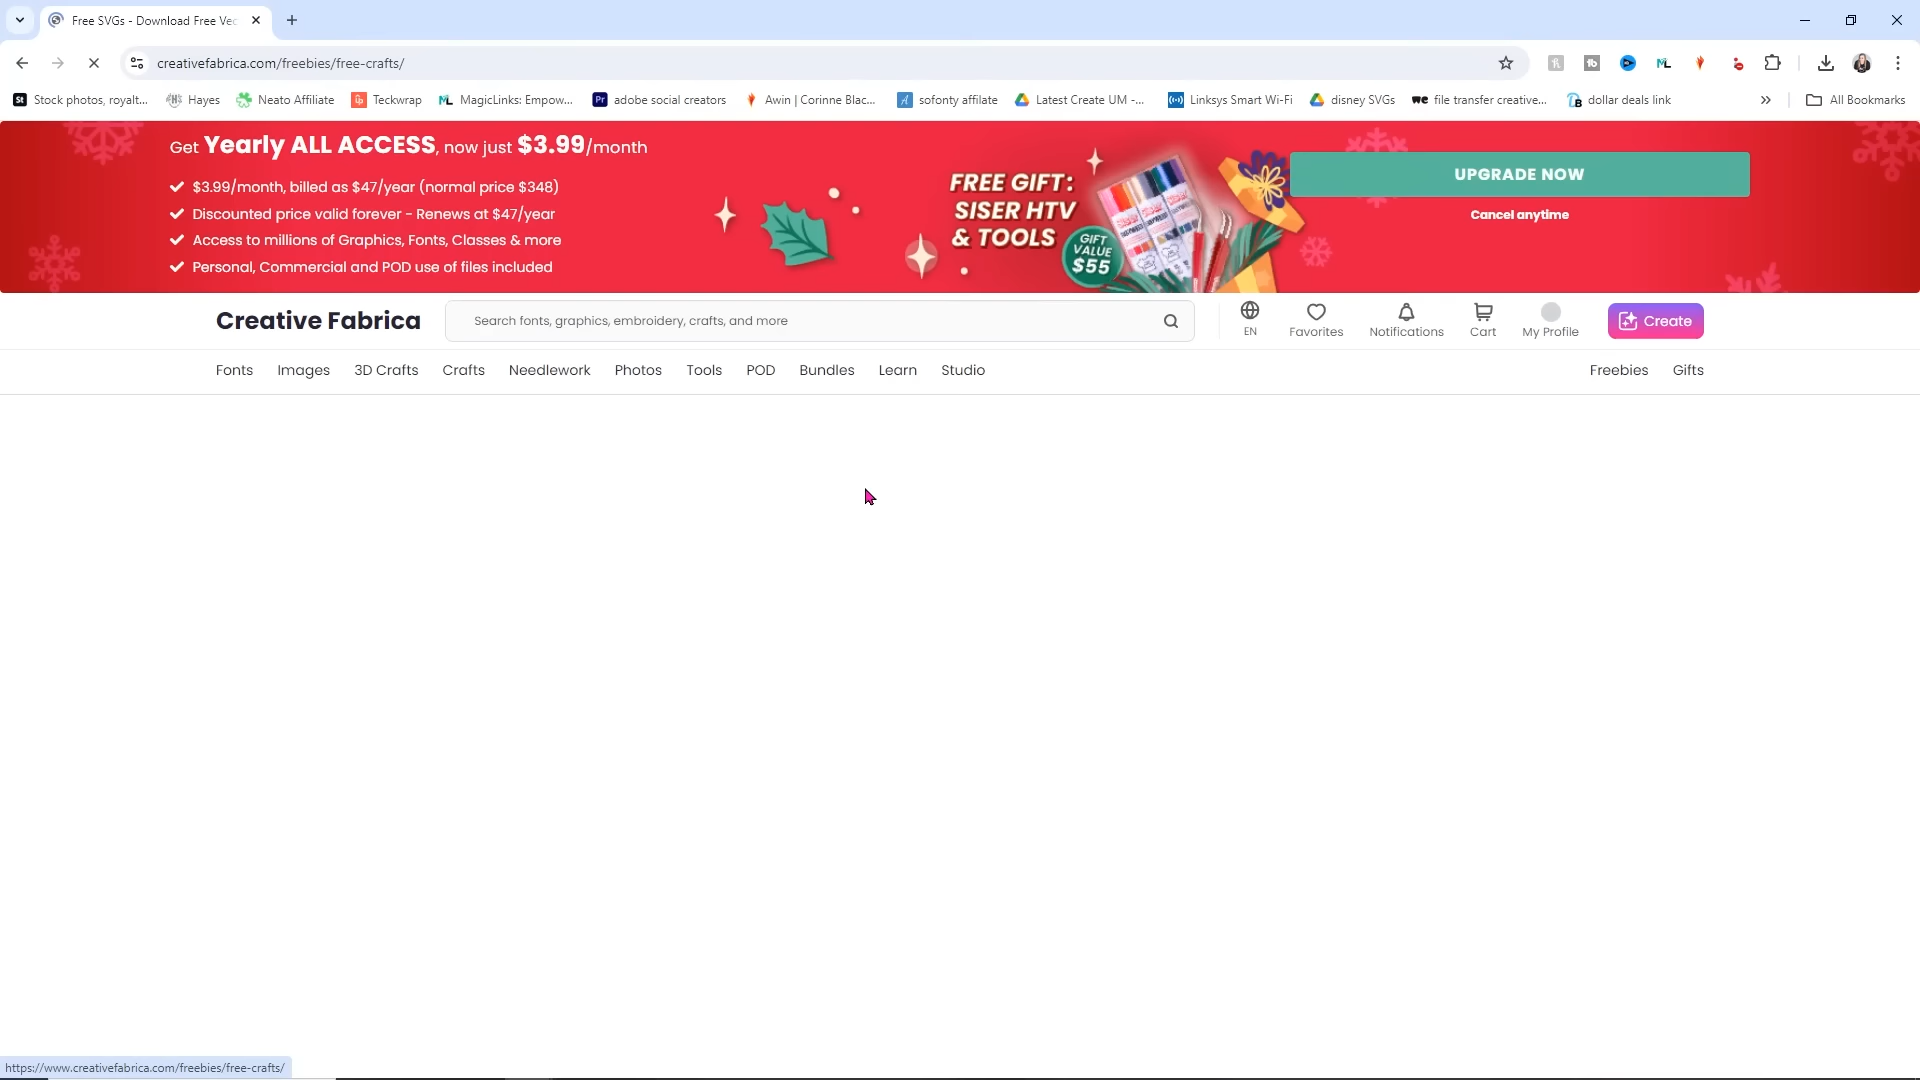 Free SVGs - Download Free Vec
creativefabrica.com/freebies/free-crafts/
Stock photos, royalt... Hayes Neato Affiliate Teckwrap MagicLinks: Empow... adobe social creators Awin | Corinne Blac... sofonty affilate Latest Create UM -... Linksys Smart Wi-Fi disney SVGs file transfer creative... dollar deals link All Bookmarks
Get Yearly ALL ACCESS, now just $3.99/month
$3.99/month, billed as $47/year (normal price $348)
Discounted price valid forever - Renews at $47/year
Access to millions of Graphics, Fonts, Classes & more
Personal, Commercial and POD use of files included
FREE GIFT:
SISER HTV
& TOOLS
GIFT
VALUE
$55
UPGRADE NOW
Cancel anytime
Creative Fabrica
Search fonts, graphics, embroidery, crafts, and more
EN Favorites Notifications Cart My Profile Create
Fonts Images 3D Crafts Crafts Needlework Photos Tools POD Bundles Learn Studio Freebies Gifts
https://www.creativefabrica.com/freebies/free-crafts/